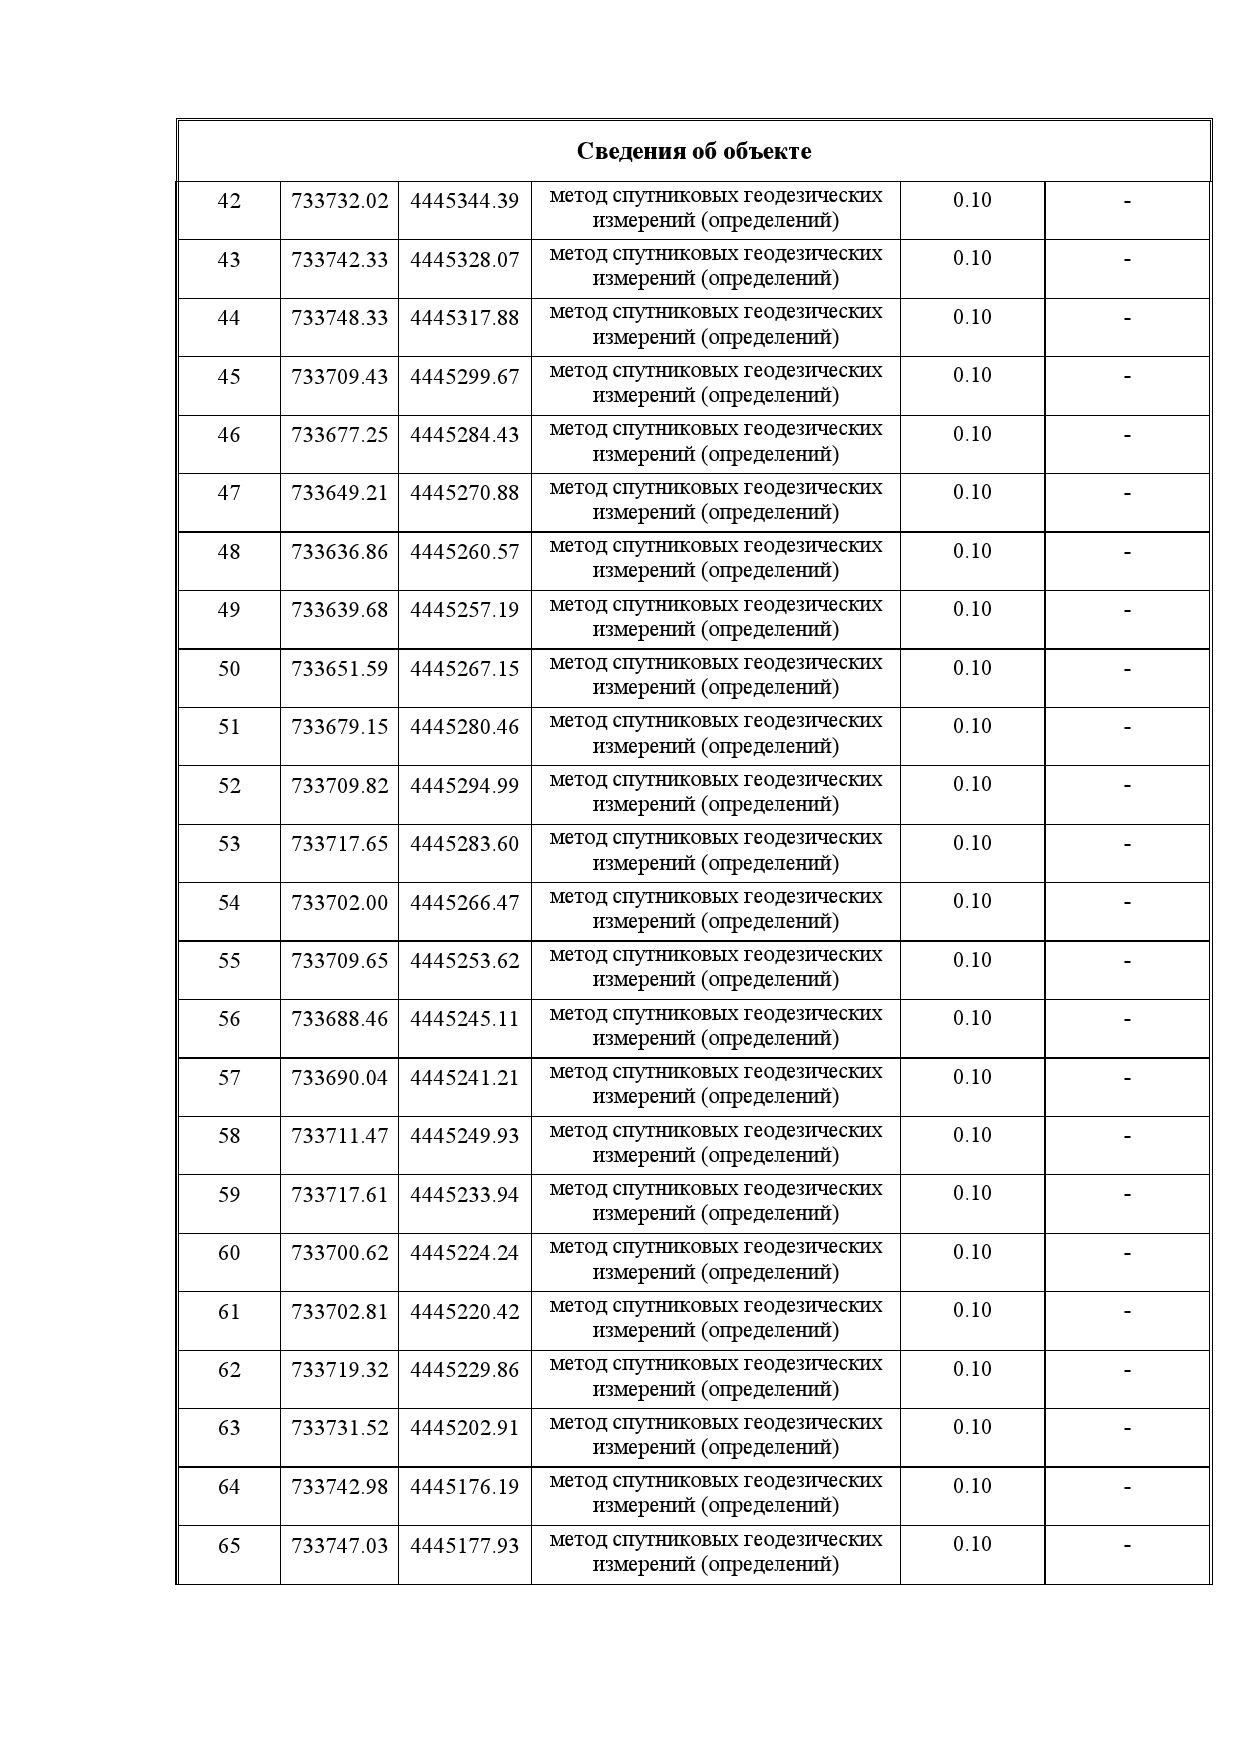 Сведения об объекте
42 733732.02 4445344.39 метод спутниковых геодезических измерений (определений) 0.10 -
43 733742.33 4445328.07 метод спутниковых геодезических измерений (определений) 0.10 -
44 733748.33 4445317.88 метод спутниковых геодезических измерений (определений) 0.10 -
45 733709.43 4445299.67 метод спутниковых геодезических измерений (определений) 0.10 -
46 733677.25 4445284.43 метод спутниковых геодезических измерений (определений) 0.10 -
47 733649.21 4445270.88 метод спутниковых геодезических измерений (определений) 0.10 -
48 733636.86 4445260.57 метод спутниковых геодезических измерений (определений) 0.10 -
49 733639.68 4445257.19 метод спутниковых геодезических измерений (определений) 0.10 -
50 733651.59 4445267.15 метод спутниковых геодезических измерений (определений) 0.10 -
51 733679.15 4445280.46 метод спутниковых геодезических измерений (определений) 0.10 -
52 733709.82 4445294.99 метод спутниковых геодезических измерений (определений) 0.10 -
53 733717.65 4445283.60 метод спутниковых геодезических измерений (определений) 0.10 -
54 733702.00 4445266.47 метод спутниковых геодезических измерений (определений) 0.10 -
55 733709.65 4445253.62 метод спутниковых геодезических измерений (определений) 0.10 -
56 733688.46 4445245.11 метод спутниковых геодезических измерений (определений) 0.10 -
57 733690.04 4445241.21 метод спутниковых геодезических измерений (определений) 0.10 -
58 733711.47 4445249.93 метод спутниковых геодезических измерений (определений) 0.10 -
59 733717.61 4445233.94 метод спутниковых геодезических измерений (определений) 0.10 -
60 733700.62 4445224.24 метод спутниковых геодезических измерений (определений) 0.10 -
61 733702.81 4445220.42 метод спутниковых геодезических измерений (определений) 0.10 -
62 733719.32 4445229.86 метод спутниковых геодезических измерений (определений) 0.10 -
63 733731.52 4445202.91 метод спутниковых геодезических измерений (определений) 0.10 -
64 733742.98 4445176.19 метод спутниковых геодезических измерений (определений) 0.10 -
65 733747.03 4445177.93 метод спутниковых геодезических измерений (определений) 0.10 -